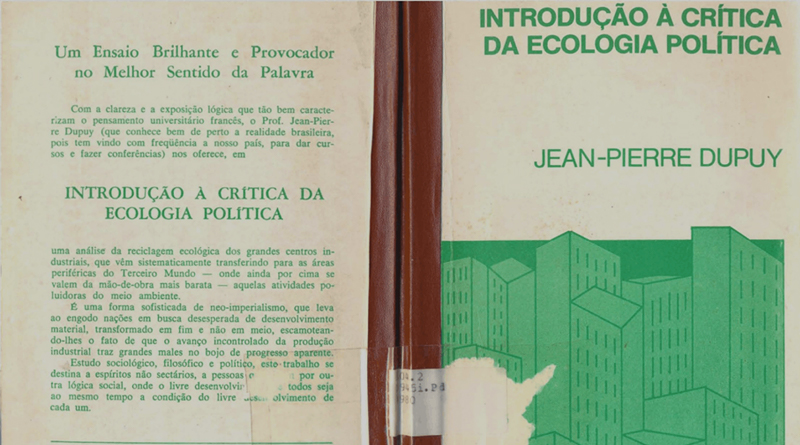 Um Ensaio Brilhante e Provocador
no Melhor Sentido da Palavra
Com a clareza e a exposição lógica que tão bem caracte-
rizam o pensamento universitário francês, o Prof. Jean-Pier-
re Dupuy (que conhece bem de perto a realidade brasileira,
pois tem vindo com freqüência a nosso país, para dar cur-
sos e fazer conferências) nos oferece, em
INTRODUÇÃO À CRÍTICA DA
ECOLOGIA POLÍTICA
uma análise da reciclagem ecológica dos grandes centros in-
dustriais, que vêm sistematicamente transferindo para as áreas
periféricas do Terceiro Mundo — onde ainda por cima se
valem da mão-de-obra mais barata — aquelas atividades po-
luidoras do meio ambiente.
É uma forma sofisticada de neo-imperialismo, que leva
ao engodo nações em busca desesperada de desenvolvimento
material, transformado em fim e não em meio, escamotean-
do-lhes o fato de que o avanço incontrolado da produção
industrial traz grandes males no bojo de progresso aparente.
Estudo sociológico, filosófico e político, este trabalho se
destina a espíritos não sectários, a pessoas por ou-
tra lógica social, onde o livre todos seja
ao mesmo tempo a condição do livre de
cada um.
INTRODUÇÃO À CRÍTICA
DA ECOLOGIA POLÍTICA
JEAN-PIERRE DUPUY